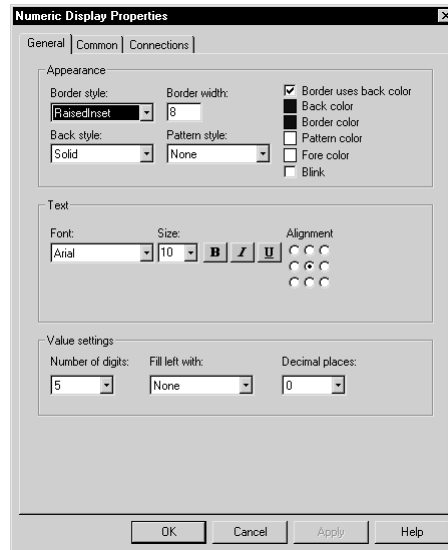 Numeric Display Properties
General Common Connections
Appearance
Border style: Border width:
RaisedInset 8
Back style: Pattern style:
Solid None
Border uses back color
Back color
Border color
Pattern color
Fore color
Blink
Text
Font: Size: Alignment
Arial 10 B I U
Value settings
Number of digits: Fill left with: Decimal places:
5 None 0
OK Cancel Apply Help